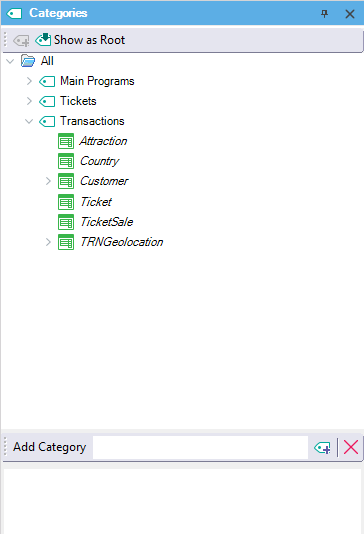 Categories
Show as Root
All
Main Programs
Tickets
Transactions
Attraction
Country
Customer
Ticket
TicketSale
TRNGeolocation
Add Category